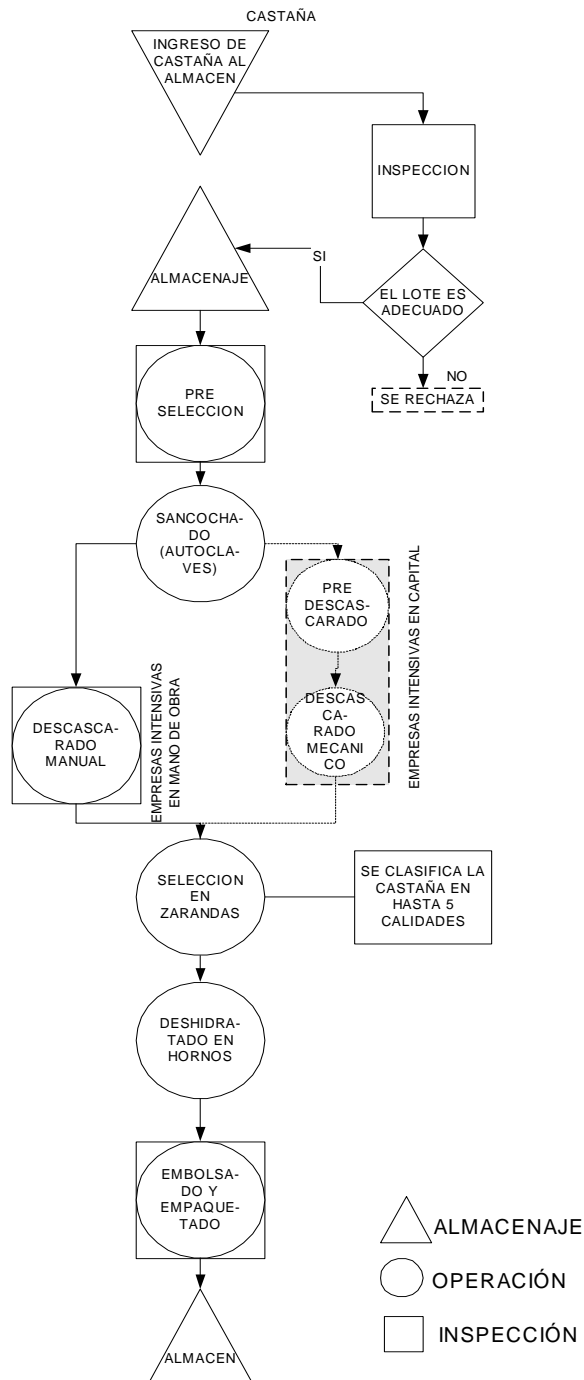 CASTAÑA
INGRESO DE
CASTAÑA AL
ALMACEN
INSPECCION
SI
ALMACENAJE
EL LOTE ES
ADECUADO
NO
SE RECHAZA
PRE
SELECCION
SANCOCHA-
DO
(AUTOCLA-
VES)
PRE
DESCAS-
CARADO
DESCAS
CA-
RADO
MECANI
CO
EMPRESAS INTENSIVAS EN CAPITAL
DESCASCA-
RADO
MANUAL
EMPRESAS INTENSIVAS
EN MANO DE OBRA
SELECCION
EN
ZARANDAS
SE CLASIFICA LA
CASTAÑA EN
HASTA 5
CALIDADES
DESHIDRA-
TADO EN
HORNOS
EMBOLSA-
DO Y
EMPAQUE-
TADO
ALMACEN
ALMACENAJE
OPERACIÓN
INSPECCIÓN